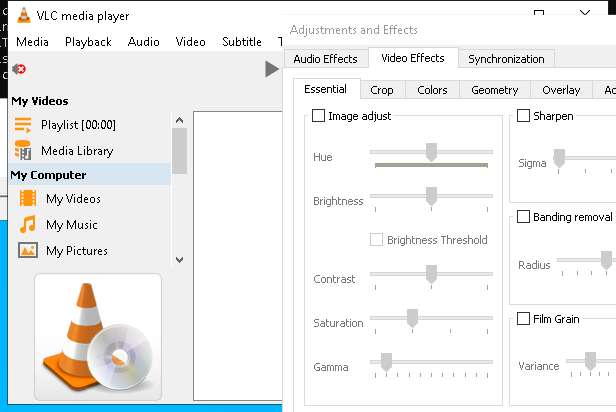 VLC media player
Media Playback Audio Video Subtitle
My Videos
Playlist [00:00]
Media Library
My Computer
My Videos
My Music
My Pictures
Adjustments and Effects
Audio Effects Video Effects Synchronization
Essential Crop Colors Geometry Overlay
Image adjust
Hue
Brightness
Brightness Threshold
Contrast
Saturation
Gamma
Sharpen
Sigma
Banding removal
Radius
Film Grain
Variance